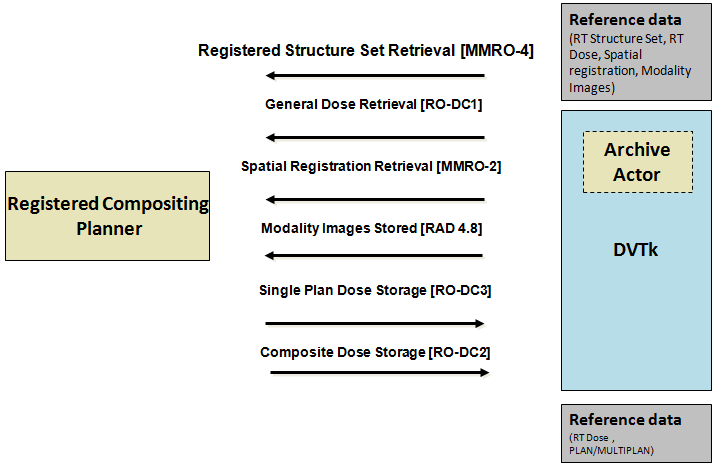 Registered Structure Set Retrieval [MMRO-4]
General Dose Retrieval [RO-DC1]
Spatial Registration Retrieval [MMRO-2]
Registered Compositing
Planner
Modality Images Stored [RAD 4.8]
Single Plan Dose Storage [RO-DC3]
Composite Dose Storage [RO-DC2]
Reference data
(RT Structure Set, RT
Dose, Spatial
registration, Modality
Images)
Archive
Actor
DVTk
Reference data
(RT Dose ,
PLAN/MULTIPLAN)